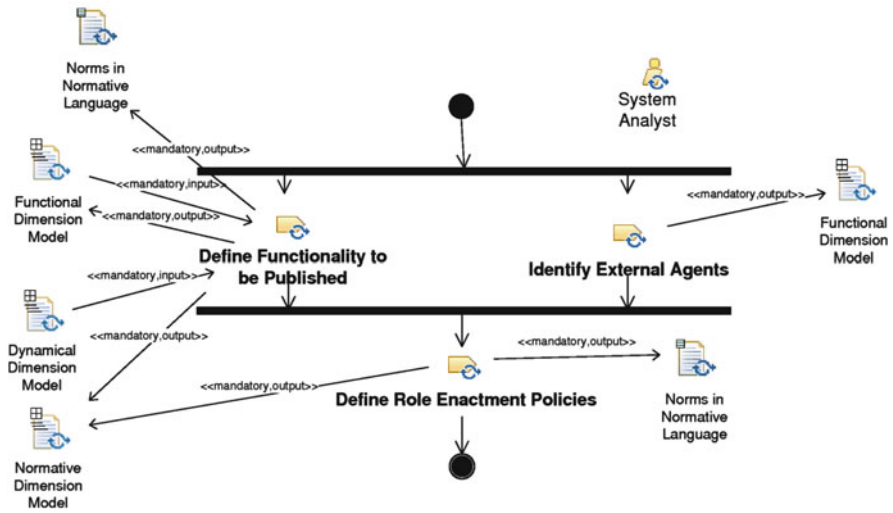 Norms in
Normative
Language
System
Analyst
<<mandatory,output>>
<<mandatory,input>>
<<mandatory,output>>
<<mandatory,output>>
Functional
Dimension
Model
Functional
Dimension
Model
Define Functionality to
be Published
Identify External Agents
<<mandatory,input>>
<<mandatory,output>>
Dynamical
Dimension
Model
<<mandatory,output>>
<<mandatory,output>>
Define Role Enactment Policies
Norms in
Normative
Language
Normative
Dimension
Model